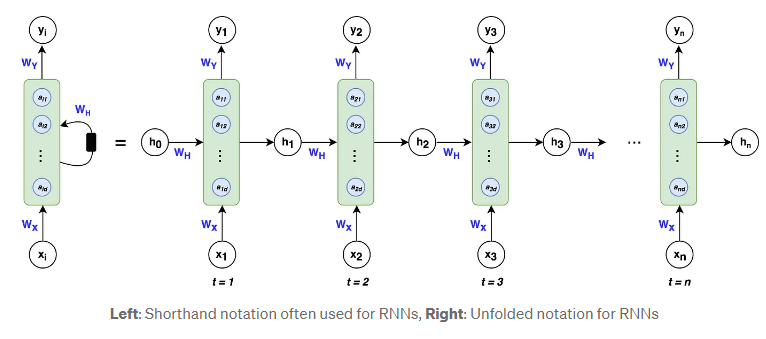 yi y1 y2 y3 yn
WY WY WY WY WY
ai1 a11 a21 a31 an1
WH
ai2 a12 a22 a32 an2
= h0 h1 h2 h3 ... hn
WH WH WH WH
⋮ ⋮ ⋮ ⋮ ⋮
aid a1d a2d a3d and
WX WX WX WX WX
xi x1 x2 x3 xn
t = 1 t = 2 t = 3 t = n
Left: Shorthand notation often used for RNNs, Right: Unfolded notation for RNNs